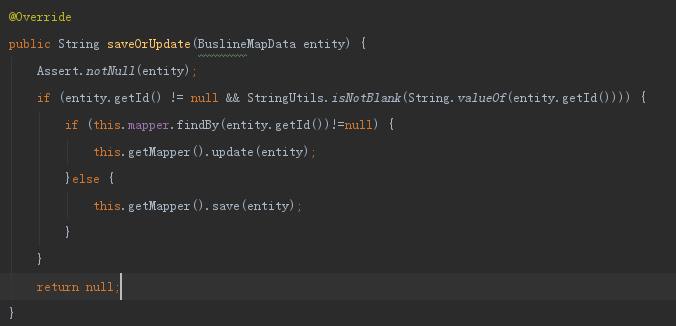 @Override
public String saveOrUpdate(BuslineMapData entity) {
    Assert.notNull(entity);
    if (entity.getId() != null && StringUtils.isNotBlank(String.valueOf(entity.getId()))) {
        if (this.mapper.findBy(entity.getId())!=null) {
            this.getMapper().update(entity);
        }else {
            this.getMapper().save(entity);
        }
    }
    return null;
}